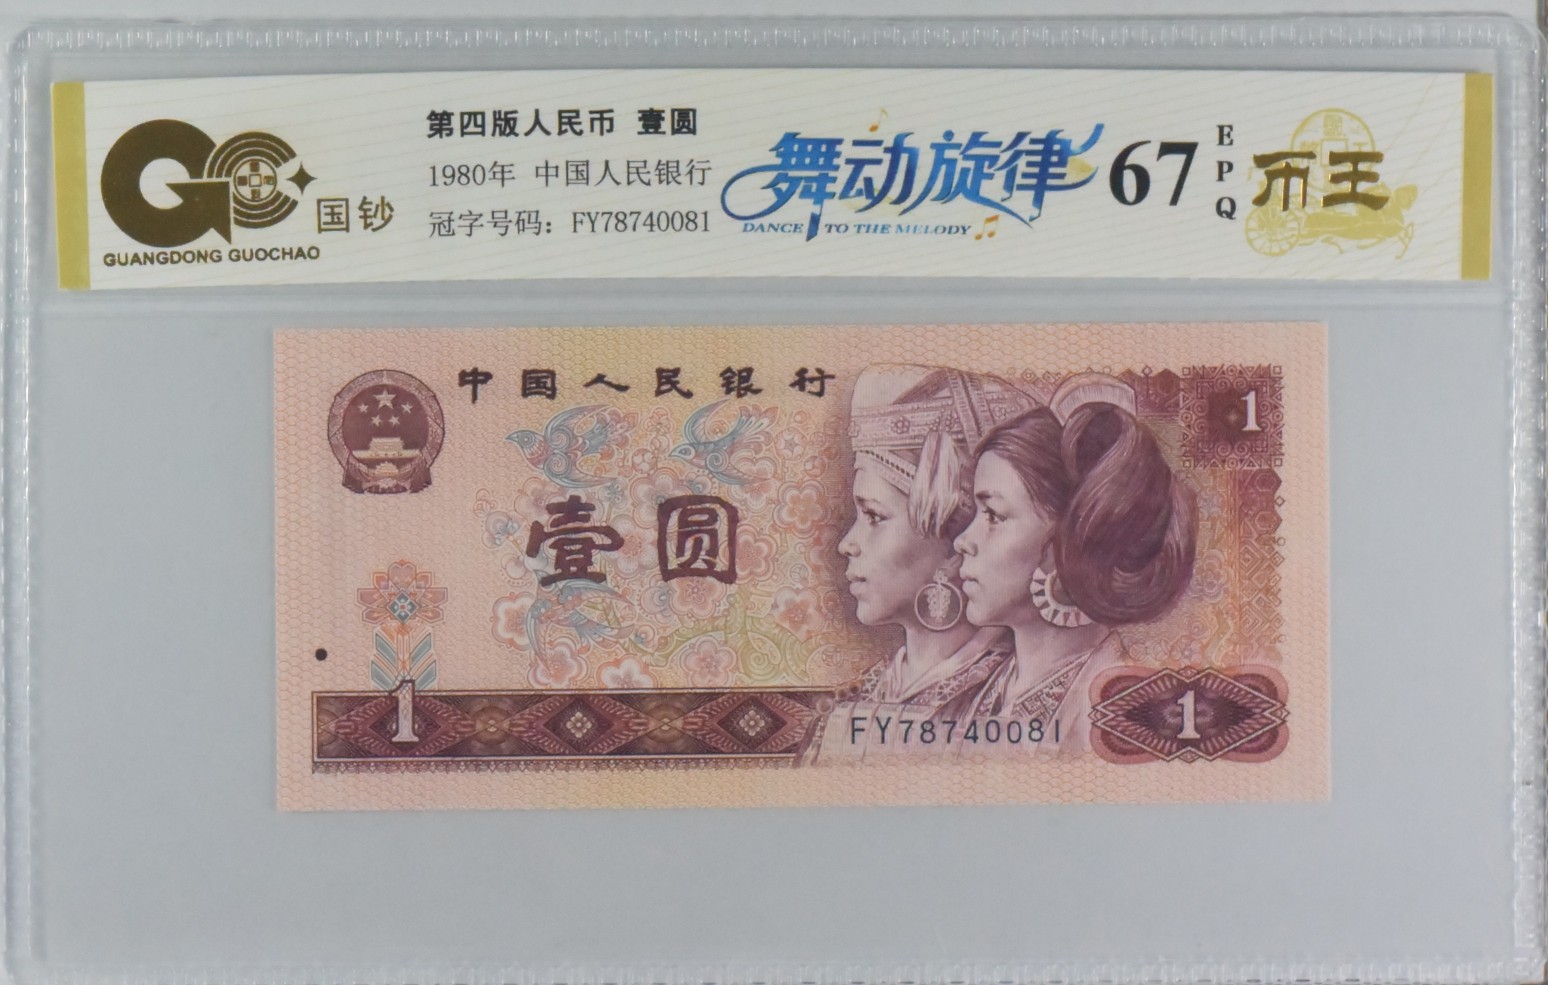 GC
国钞
GUANGDONG GUOCHAO
第四版人民币 壹圆
1980年 中国人民银行
冠字号码：FY78740081
舞动旋律
DANCE TO THE MELODY
67
EPQ
币王
中国人民银行
1
壹圆
1
FY78740081
1